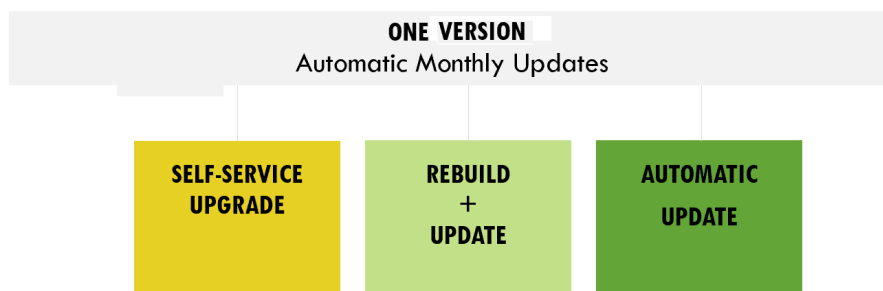 ONE VERSION
Automatic Monthly Updates
SELF-SERVICE
UPGRADE
REBUILD
+
UPDATE
AUTOMATIC
UPDATE